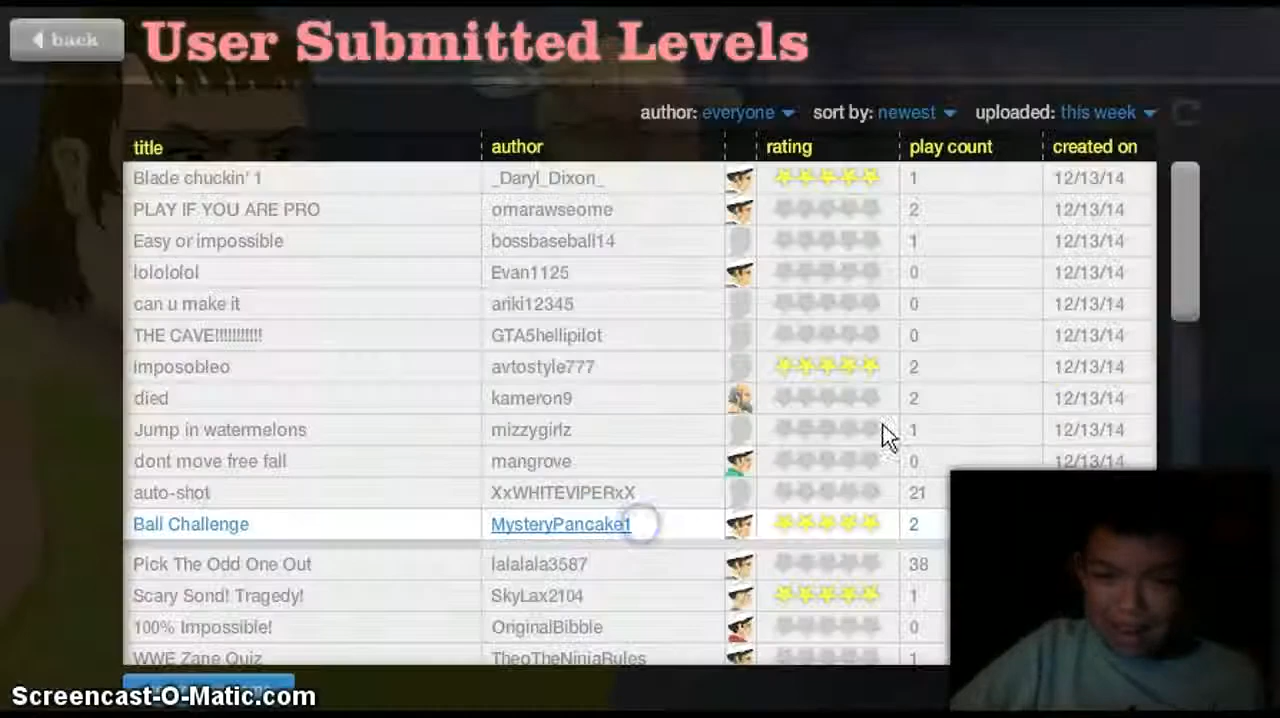 back
User Submitted Levels
author: everyone sort by: newest uploaded: this week
title author rating play count created on
Blade chuckin' 1 _Daryl_Dixon_ 1 12/13/14
PLAY IF YOU ARE PRO omarawseome 2 12/13/14
Easy or impossible bossbaseball14 1 12/13/14
lolololol Evan1125 0 12/13/14
can u make it ariki12345 0 12/13/14
THE CAVE!!!!!!!!!!! GTA5hellipilot 0 12/13/14
imposobleo avtostyle777 2 12/13/14
died kameron9 2 12/13/14
Jump in watermelons mizzygirlz 1 12/13/14
dont move free fall mangrove 0 12/13/14
auto-shot XxWHITEVIPERxX 21
Ball Challenge MysteryPancake1 2
Pick The Odd One Out lalalala3587 38
Scary Sond! Tragedy! SkyLax2104 1
100% Impossible! OriginalBibble 0
WWE Zane Quiz TheoTheNinjaRules 1
Screencast-O-Matic.com